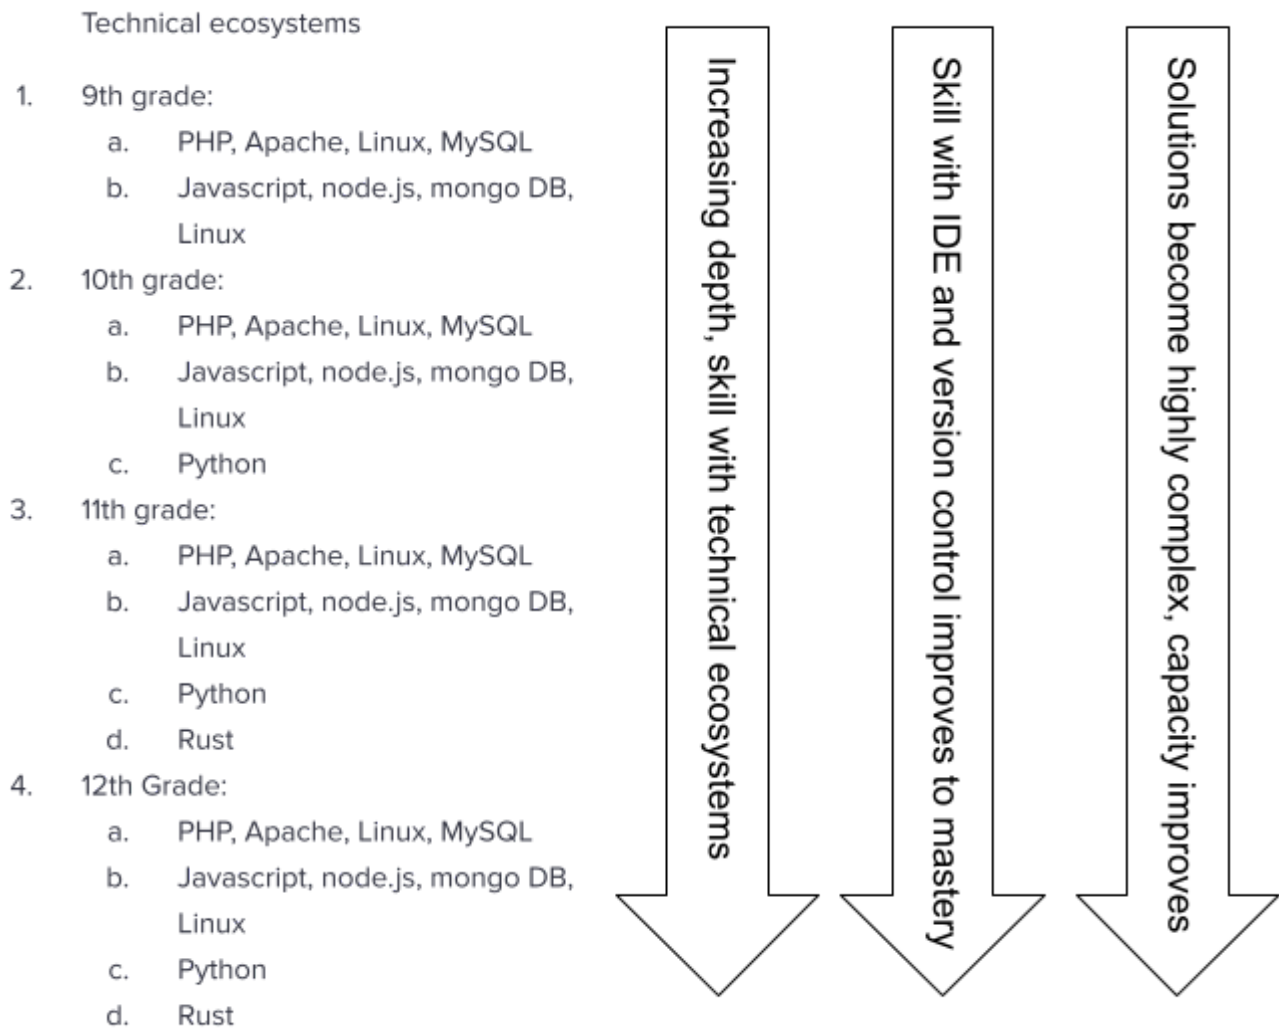 Technical ecosystems
1. 9th grade:
a. PHP, Apache, Linux, MySQL
b. Javascript, node.js, mongo DB,
Linux
2. 10th grade:
a. PHP, Apache, Linux, MySQL
b. Javascript, node.js, mongo DB,
Linux
c. Python
3. 11th grade:
a. PHP, Apache, Linux, MySQL
b. Javascript, node.js, mongo DB,
Linux
c. Python
d. Rust
4. 12th Grade:
a. PHP, Apache, Linux, MySQL
b. Javascript, node.js, mongo DB,
Linux
c. Python
d. Rust
Increasing depth, skill with technical ecosystems
Skill with IDE and version control improves to mastery
Solutions become highly complex, capacity improves